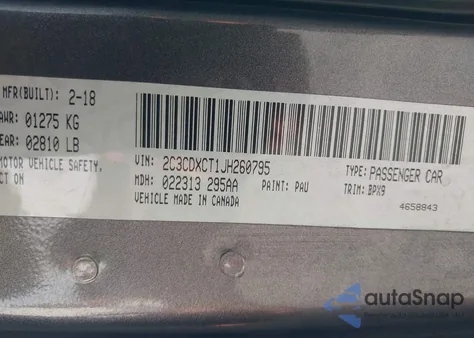 MFR(BUILT): 2-18
AWR: 01275 KG
EAR: 02810 LB
MOTOR VEHICLE SAFETY,
CT ON
VIN: 2C3CDXCT1JH260795
TYPE: PASSENGER CAR
MDH: 022313 295AA
PAINT: PAU
TRIM: BPX9
VEHICLE MADE IN CANADA
4658843
autoSnap